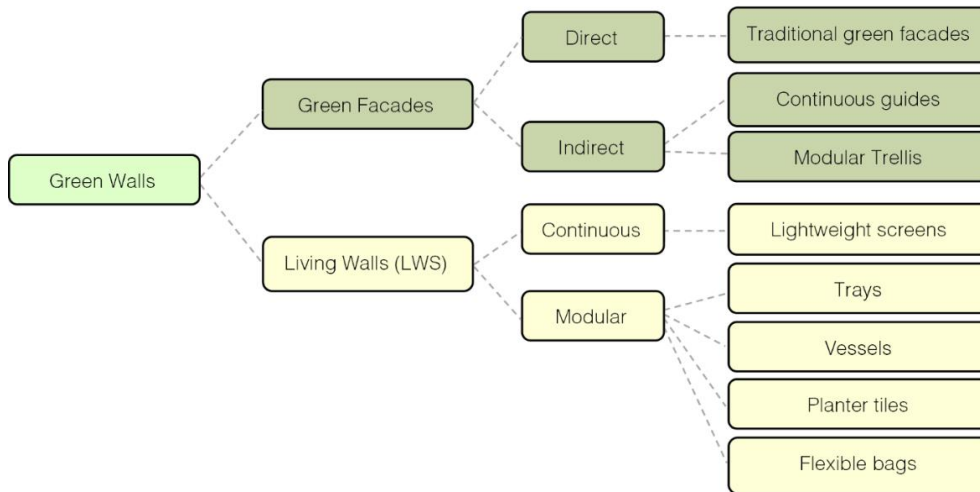 Green Walls
Green Facades
Direct
Traditional green facades
Indirect
Continuous guides
Modular Trellis
Living Walls (LWS)
Continuous
Lightweight screens
Modular
Trays
Vessels
Planter tiles
Flexible bags